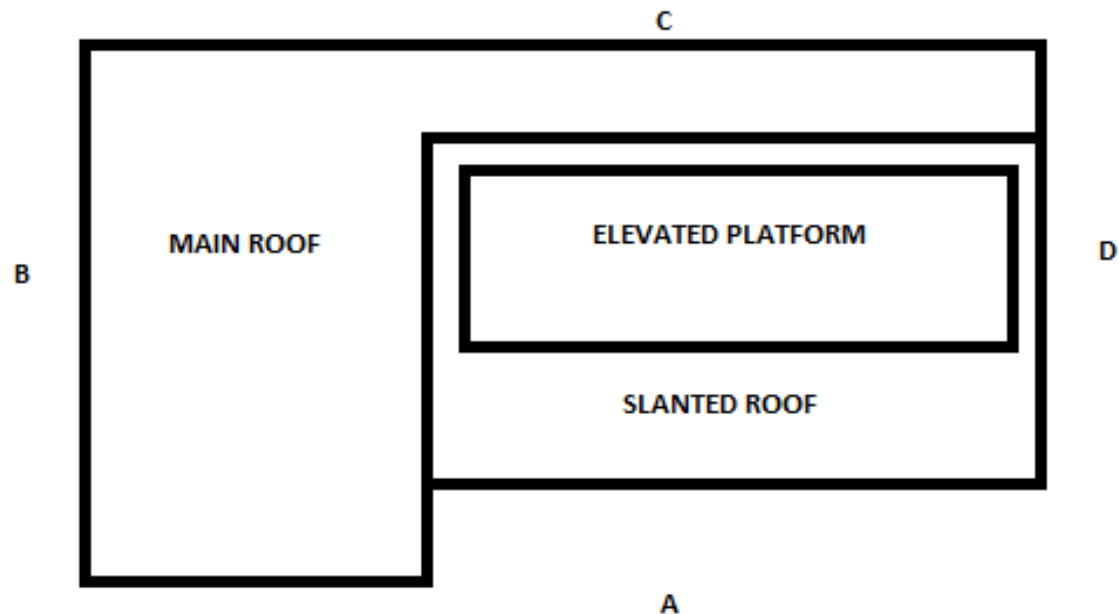 C
MAIN ROOF
ELEVATED PLATFORM
B
D
SLANTED ROOF
A